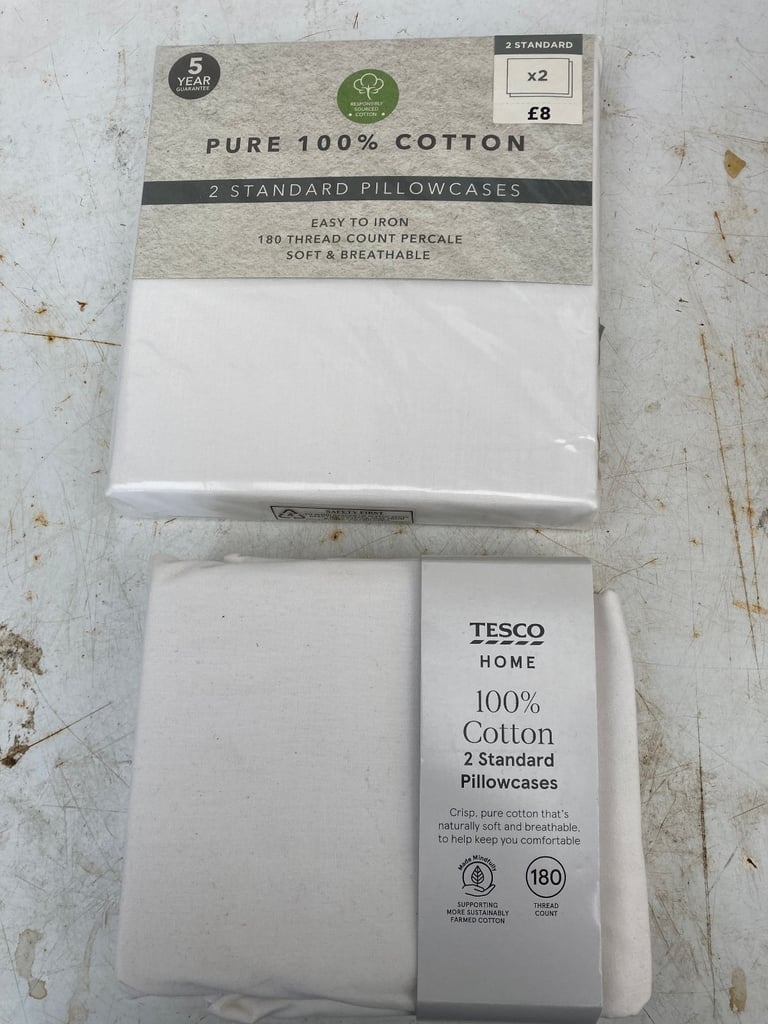 5
YEAR
GUARANTEE
RESPONSIBLY
SOURCED
COTTON
2 STANDARD
x2
£8
PURE 100% COTTON
2 STANDARD PILLOWCASES
EASY TO IRON
180 THREAD COUNT PERCALE
SOFT & BREATHABLE
SAFETY FIRST
TESCO
HOME
100%
Cotton
2 Standard
Pillowcases
Crisp, pure cotton that's
naturally soft and breathable,
to help keep you comfortable
Made Mindfully
SUPPORTING
MORE SUSTAINABLY
FARMED COTTON
180
THREAD
COUNT